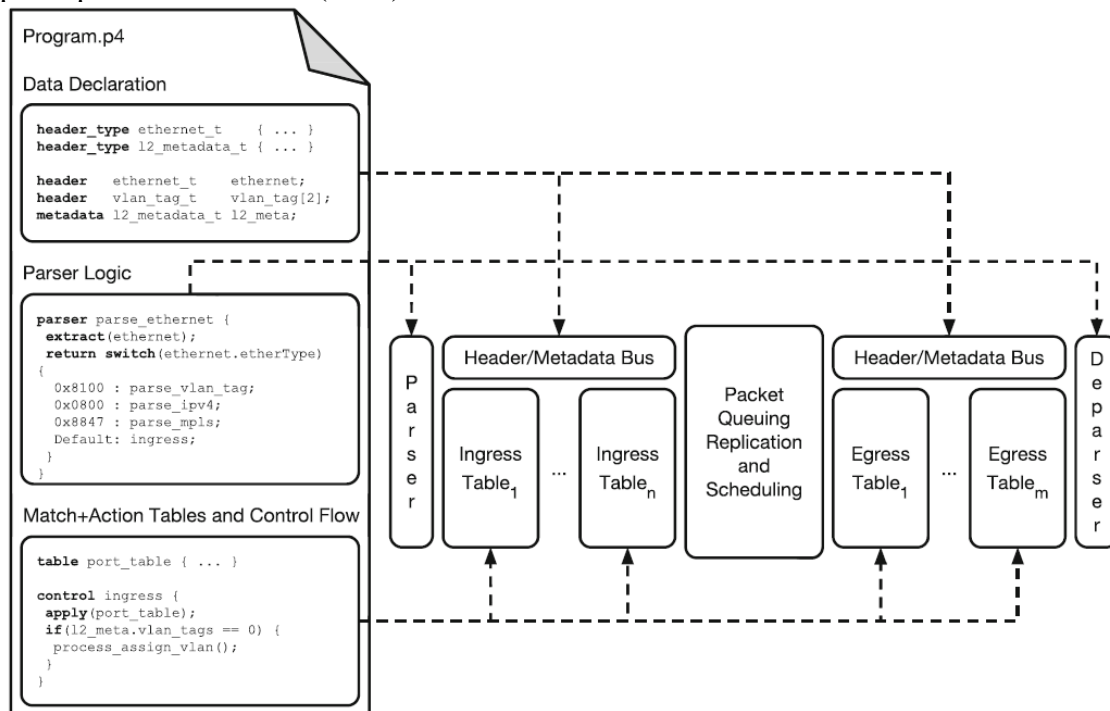 Program.p4
Data Declaration
header_type ethernet_t { ... }
header_type l2_metadata_t { ... }
header ethernet_t ethernet;
header vlan_tag_t vlan_tag[2];
metadata l2_metadata_t l2_meta;
Parser Logic
parser parse_ethernet {
extract(ethernet);
return switch(ethernet.etherType)
{
0x8100 : parse_vlan_tag;
0x0800 : parse_ipv4;
0x8847 : parse_mpls;
Default: ingress;
}
}
Match+Action Tables and Control Flow
table port_table { ... }
control ingress {
apply(port_table);
if(l2_meta.vlan_tags == 0) {
process_assign_vlan();
}
}
Parser
Header/Metadata Bus
Ingress
Table1
...
Ingress
Tablen
Packet
Queuing
Replication
and
Scheduling
Header/Metadata Bus
Egress
Table1
...
Egress
Tablem
Deparser